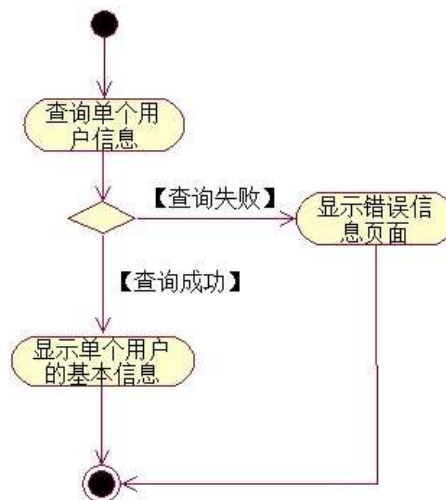 查询单个用
户信息
【查询失败】
显示错误信
息页面
【查询成功】
显示单个用户
的基本信息